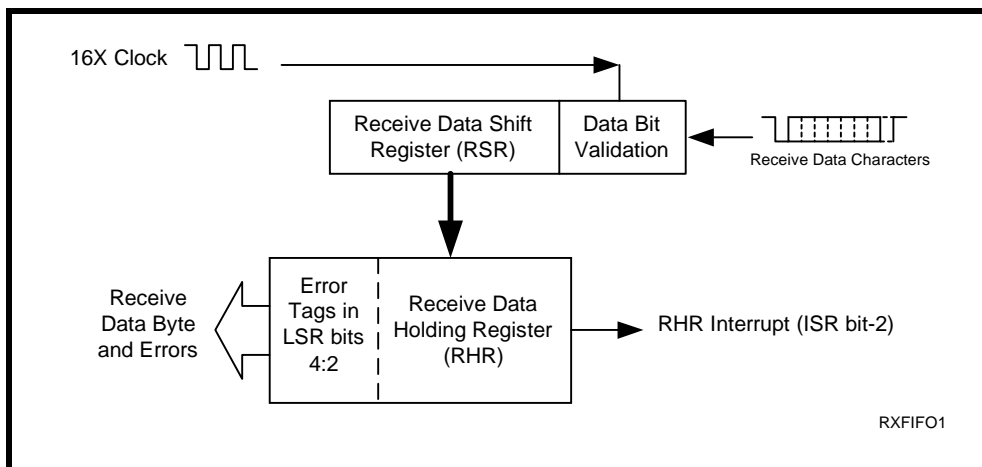 16X Clock
Receive Data Shift
Register (RSR)
Data Bit
Validation
Receive Data Characters
Receive
Data Byte
and Errors
Error
Tags in
LSR bits
4:2
Receive Data
Holding Register
(RHR)
RHR Interrupt (ISR bit-2)
RXFIFO1